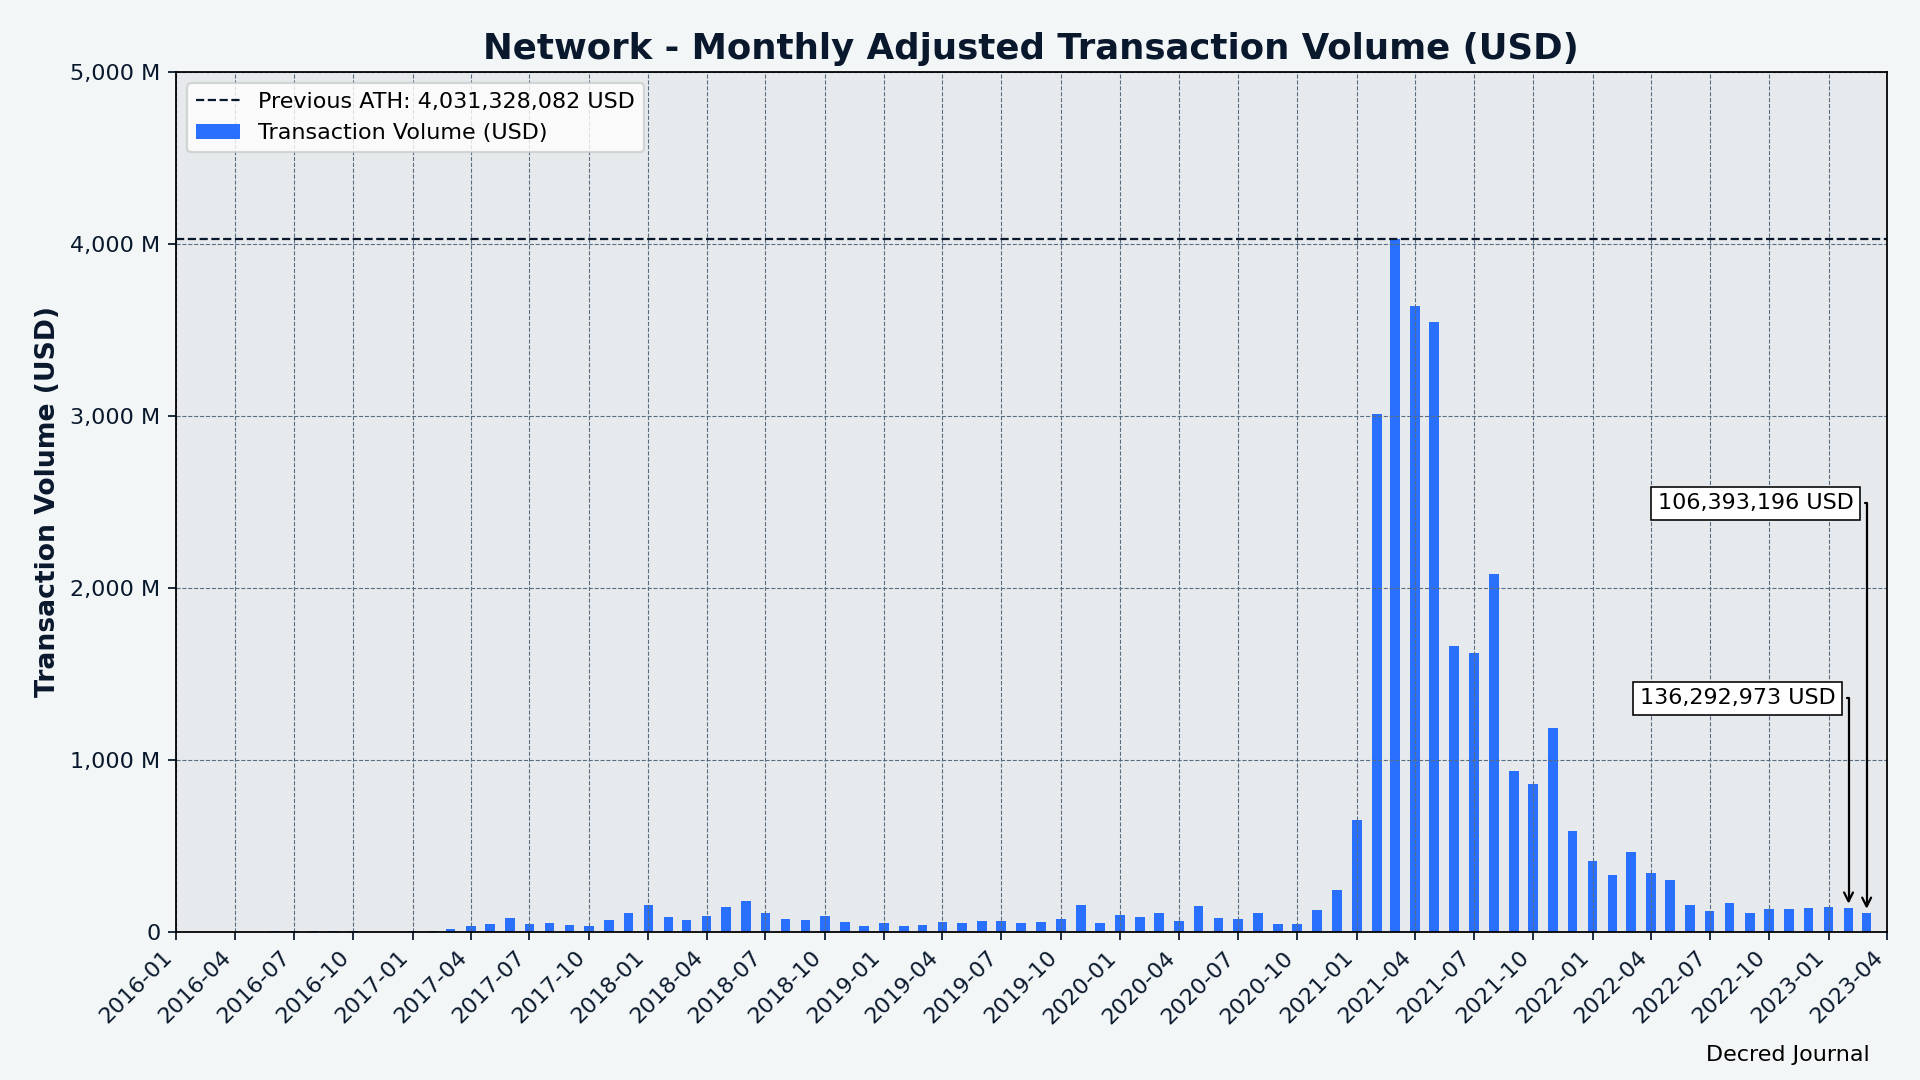 Network - Monthly Adjusted Transaction Volume (USD)
Previous ATH: 4,031,328,082 USD
Transaction Volume (USD)
Transaction Volume (USD)
5,000 M
4,000 M
3,000 M
2,000 M
1,000 M
0
106,393,196 USD
136,292,973 USD
2016-01
2016-04
2016-07
2016-10
2017-01
2017-04
2017-07
2017-10
2018-01
2018-04
2018-07
2018-10
2019-01
2019-04
2019-07
2019-10
2020-01
2020-04
2020-07
2020-10
2021-01
2021-04
2021-07
2021-10
2022-01
2022-04
2022-07
2022-10
2023-01
2023-04
Decred Journal